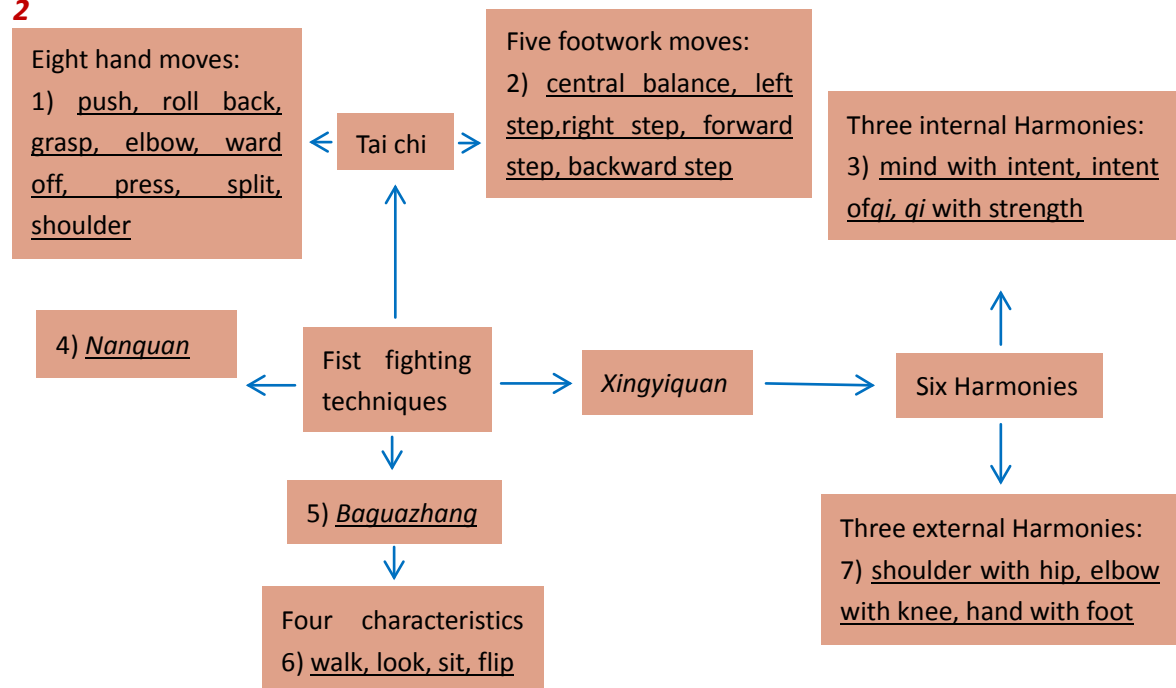 2
Eight hand moves:
1) push, roll back,
grasp, elbow, ward
off, press, split,
shoulder
Tai chi
Five footwork moves:
2) central balance, left
step,right step, forward
step, backward step
Three internal Harmonies:
3) mind with intent, intent
ofqi, qi with strength
4) Nanquan
Fist fighting
techniques
Xingyiquan
Six Harmonies
5) Baguazhang
Four characteristics
6) walk, look, sit, flip
Three external Harmonies:
7) shoulder with hip, elbow
with knee, hand with foot